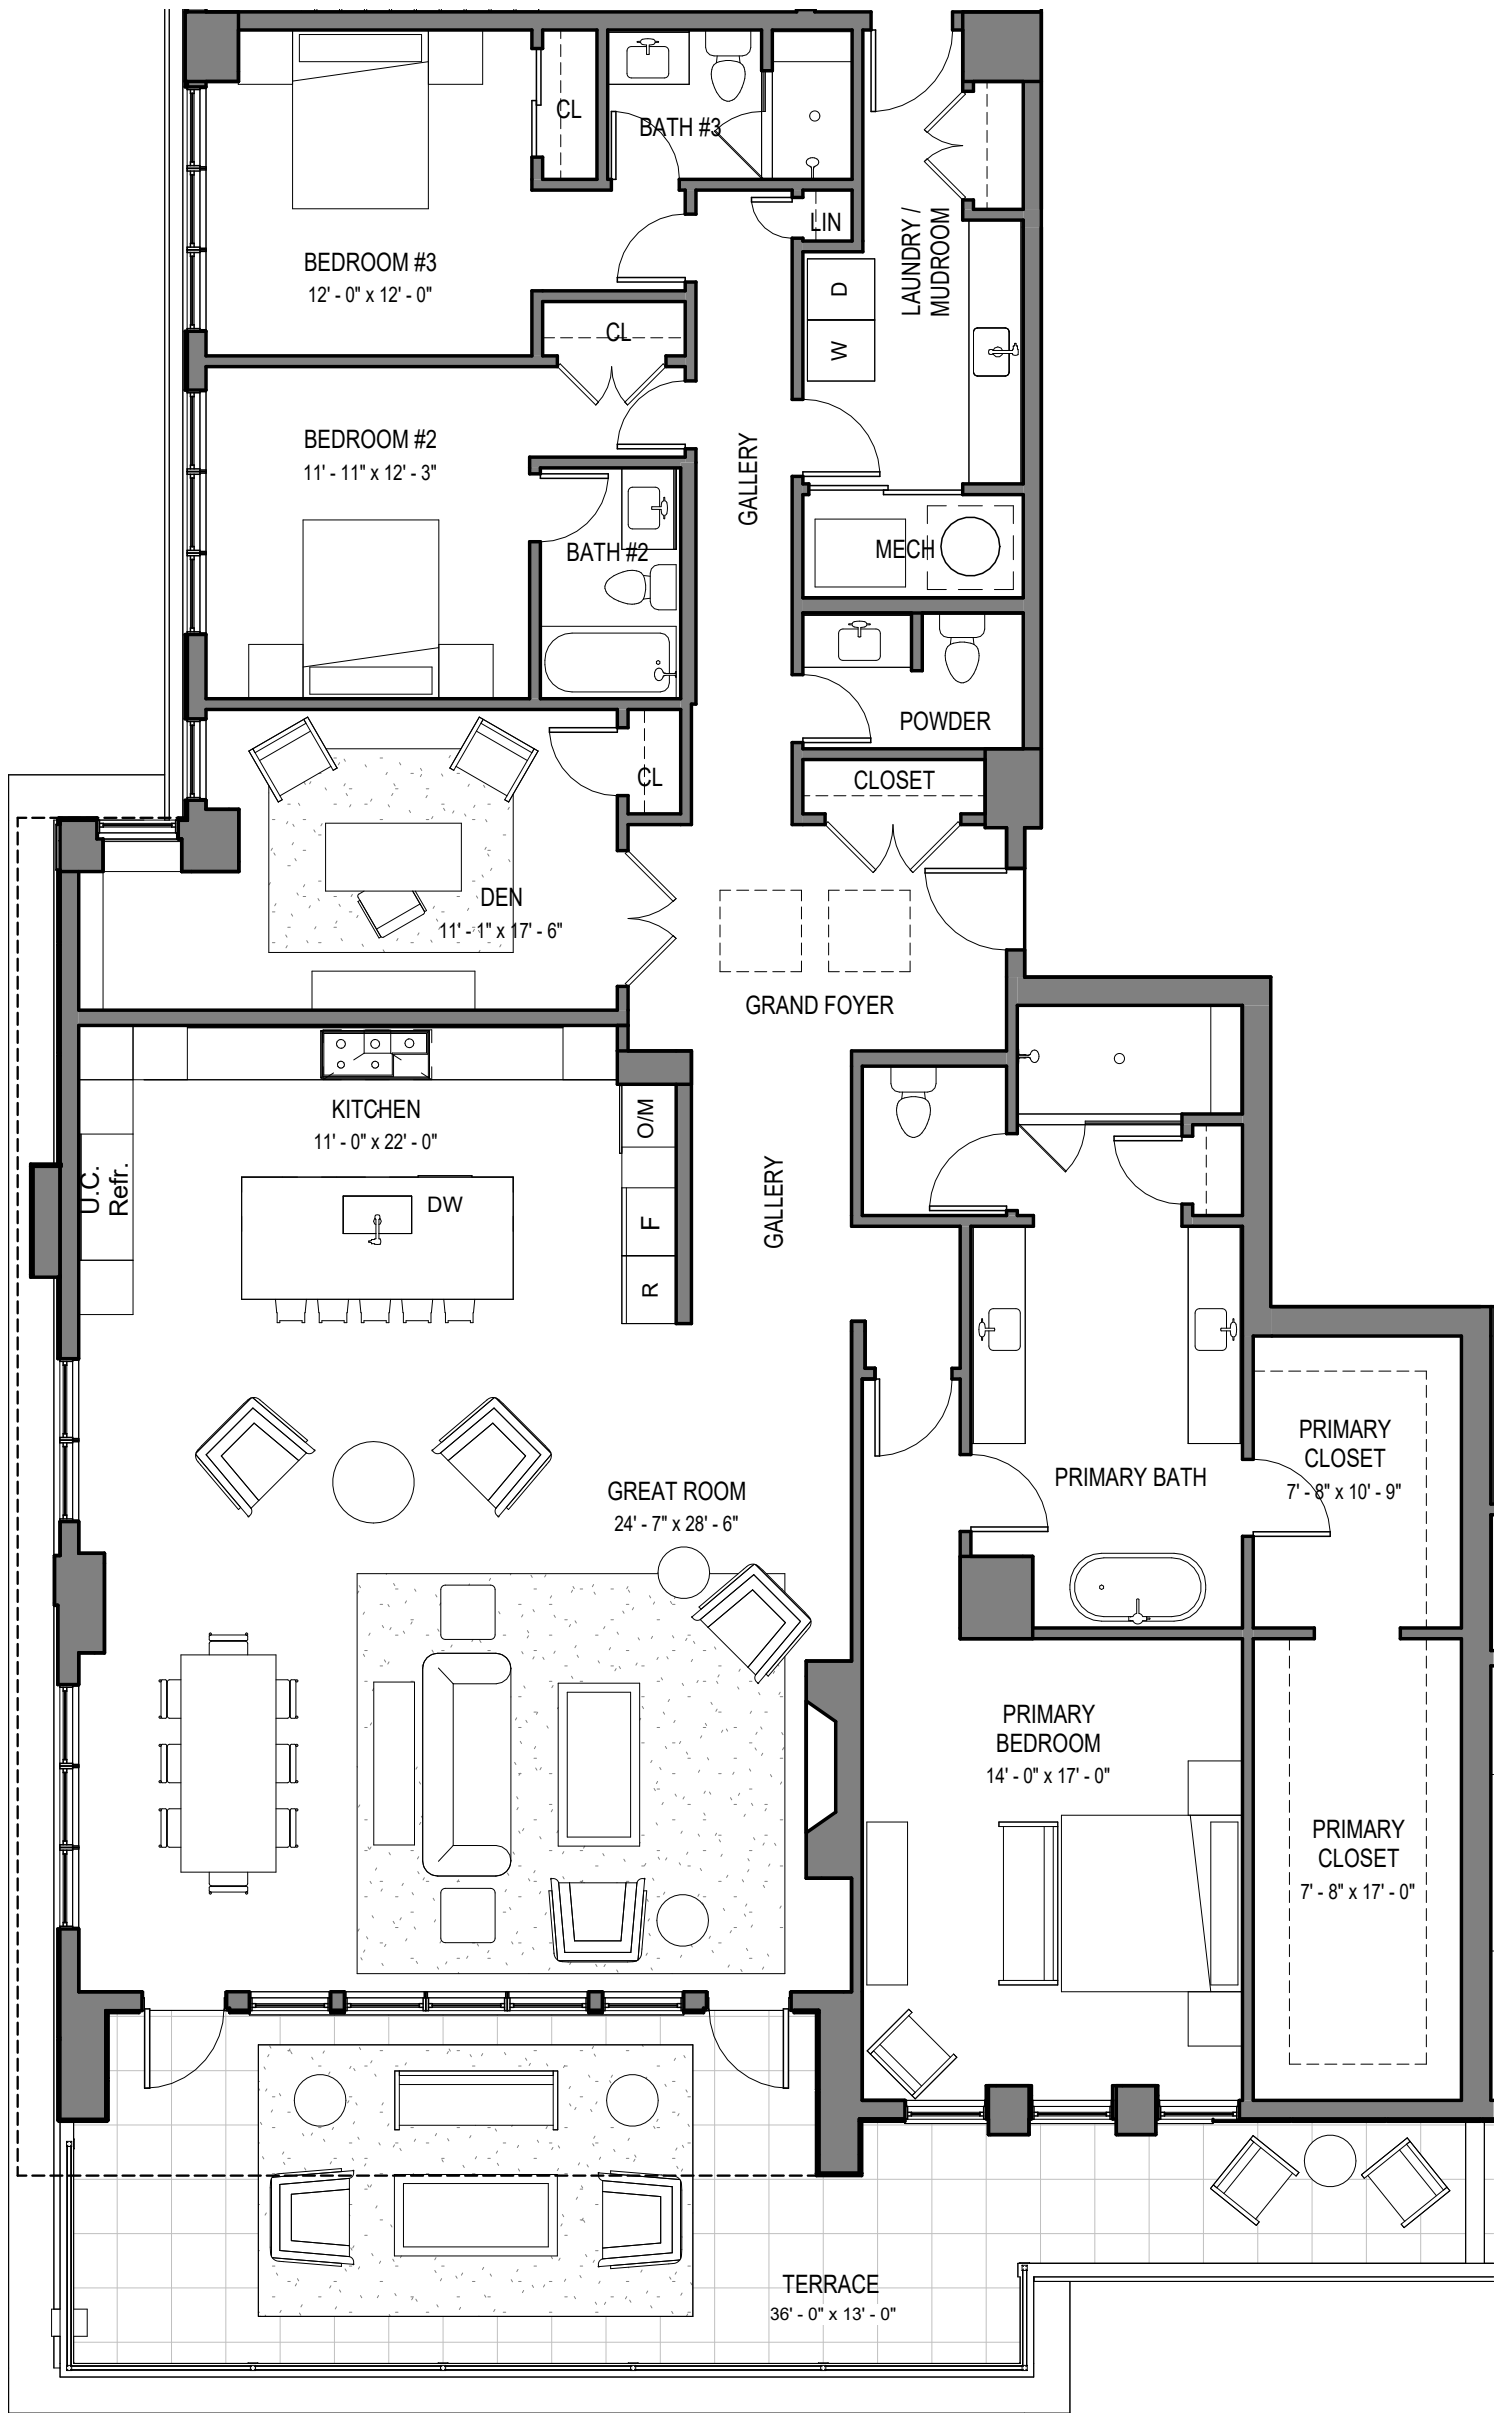 CL
BATH #3
LIN
LAUNDRY /
MUDROOM
BEDROOM #3
12' - 0" x 12' - 0"
D
W
CL
BEDROOM #2
11' - 11" x 12' - 3"
GALLERY
BATH #2
MECH
POWDER
CL
CLOSET
DEN
11' - 1" x 17' - 6"
GRAND FOYER
KITCHEN
11' - 0" x 22' - 0"
O/M
U.C.
Refr.
DW
F
R
GALLERY
PRIMARY
CLOSET
7' - 8" x 10' - 9"
PRIMARY BATH
GREAT ROOM
24' - 7" x 28' - 6"
PRIMARY
BEDROOM
14' - 0" x 17' - 0"
PRIMARY
CLOSET
7' - 8" x 17' - 0"
TERRACE
36' - 0" x 13' - 0"